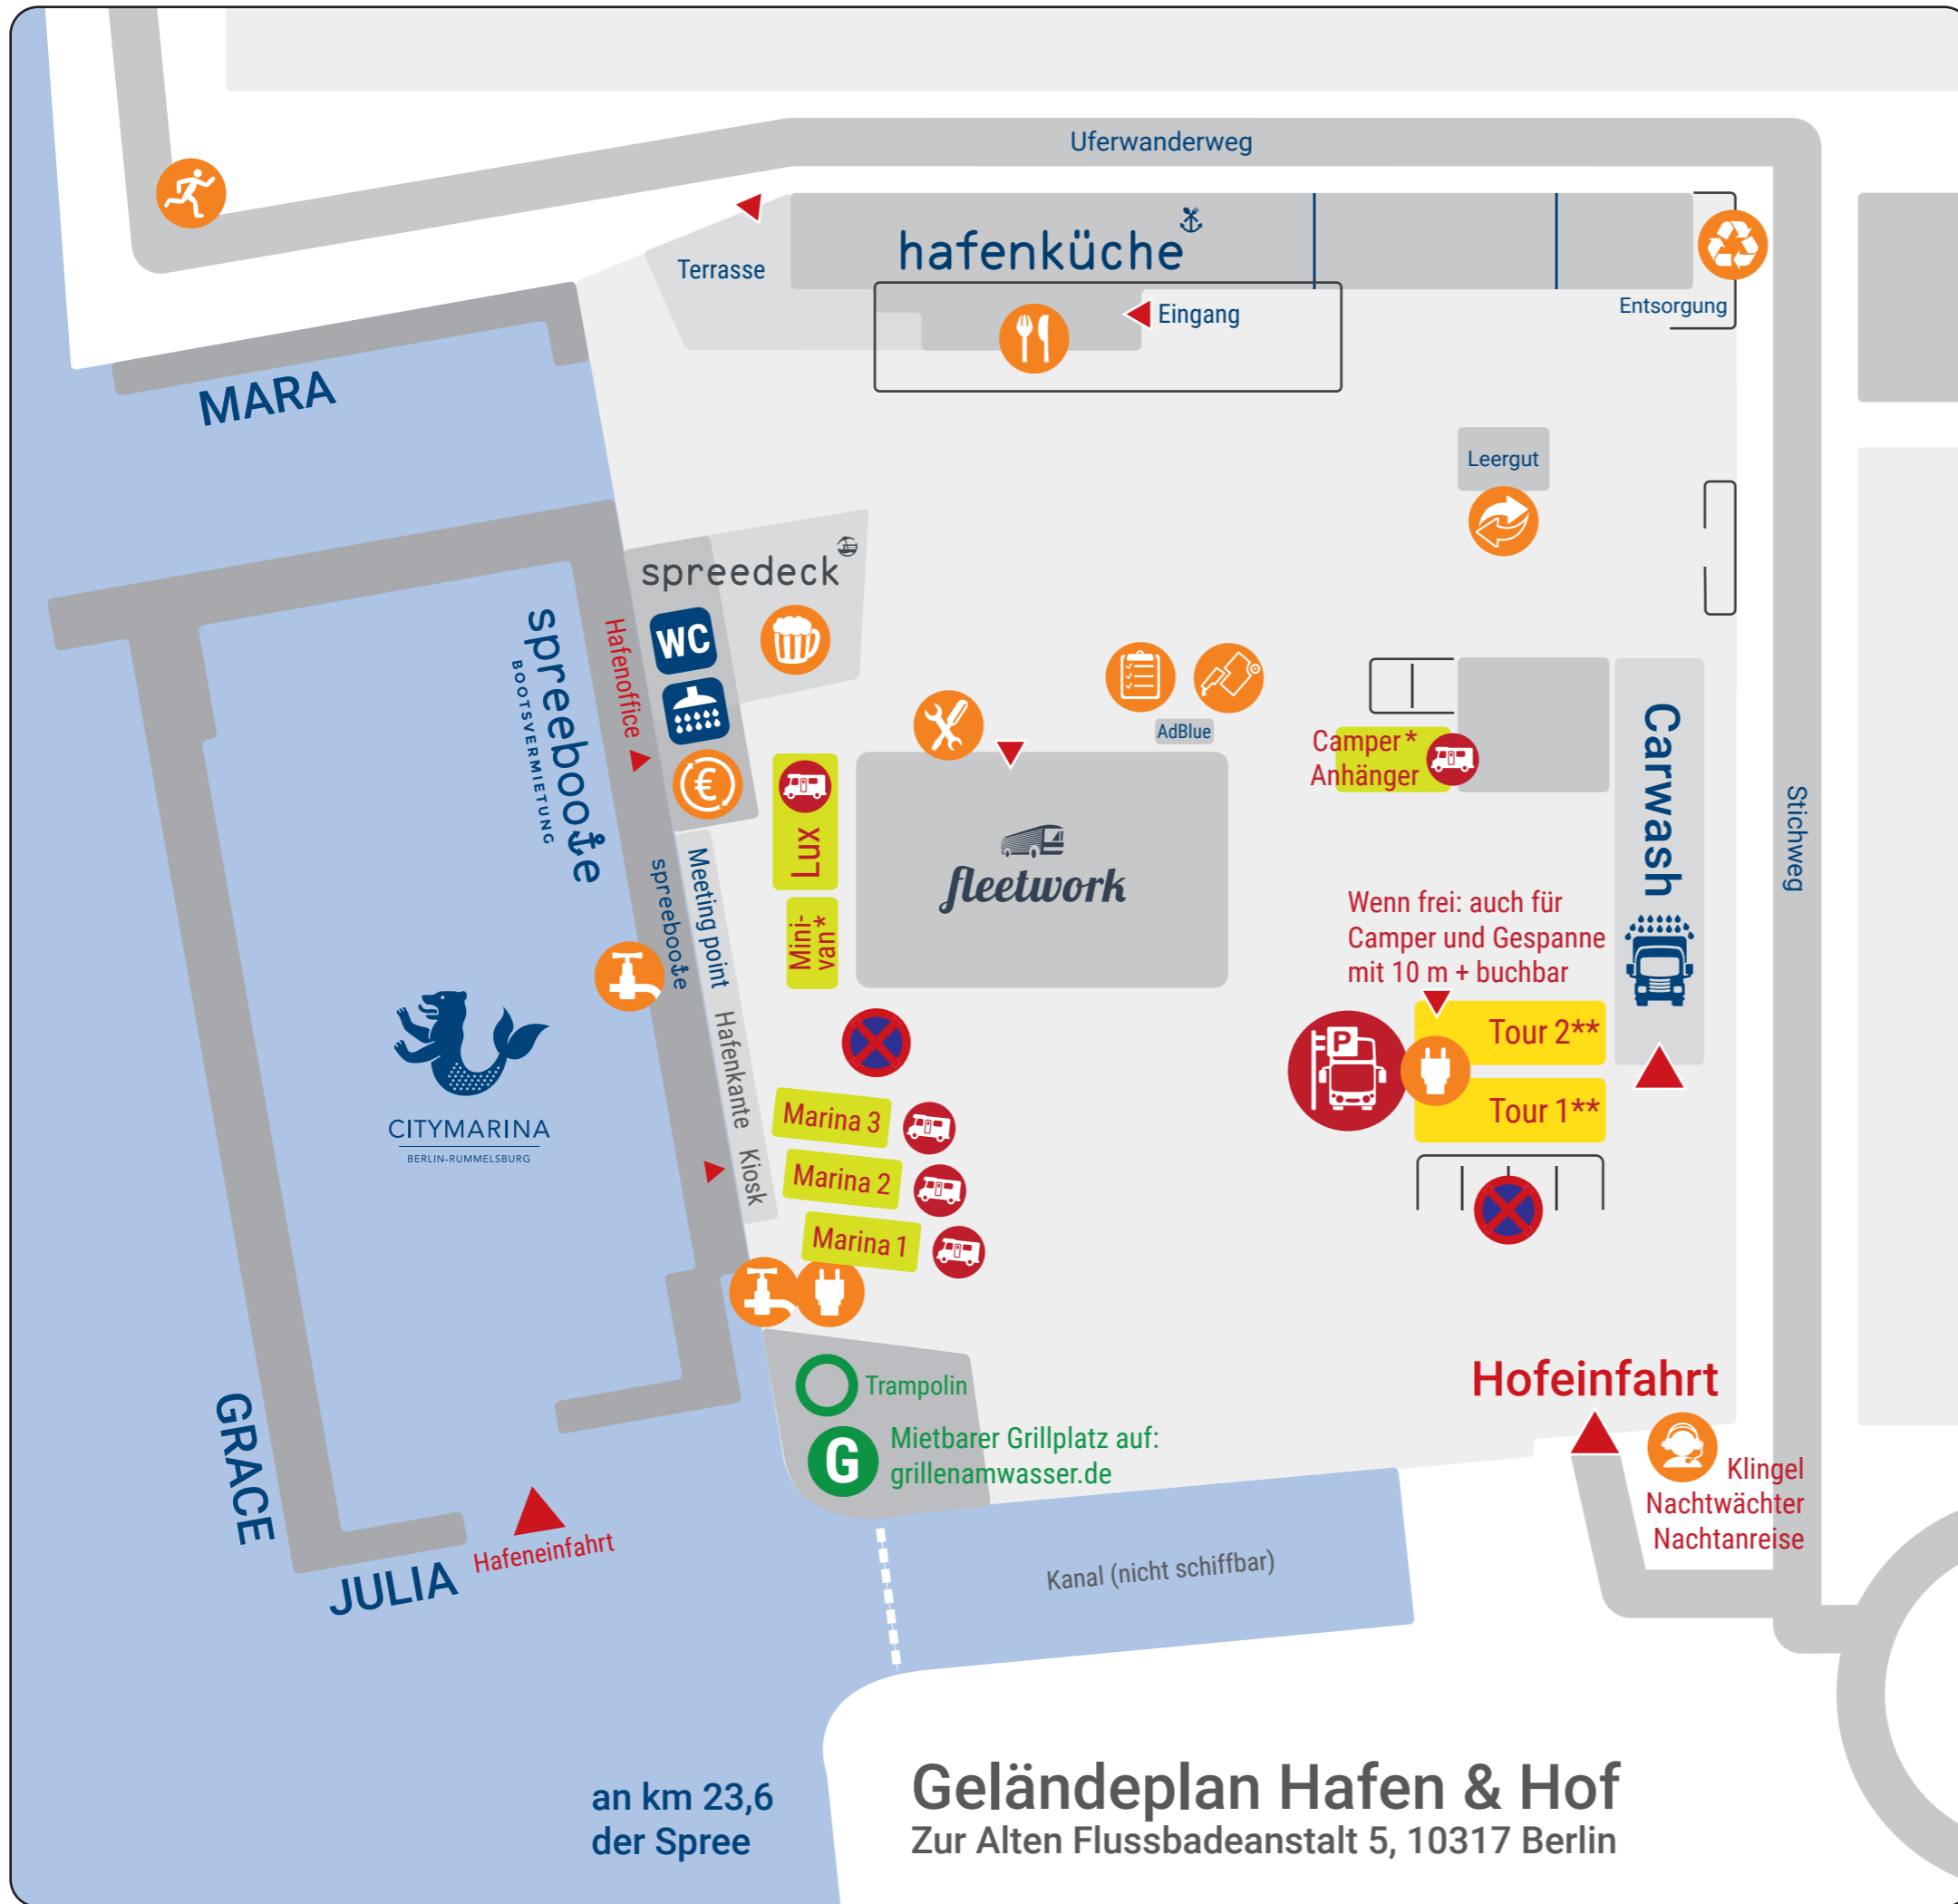 Uferwanderweg
hafenküche
Terrasse
Eingang
Entsorgung
MARA
Leergut
spreedeck
WC
Hafenoffice
spreeboote
BOOTSVERMIETUNG
€
AdBlue
Camper*
Anhänger
Carwash
Stichweg
Lux
Mini-
van*
fleetwork
Meeting point
spreeboote
Wenn frei: auch für
Camper und Gespanne
mit 10 m + buchbar
Hafenkante
Kiosk
P
Tour 2**
Tour 1**
CITYMARINA
BERLIN-RUMMELSBURG
Marina 3
Marina 2
Marina 1
Trampolin
G
Mietbarer Grillplatz auf:
grillenamwasser.de
Hofeinfahrt
Klingel
Nachtwächter
Nachtanreise
GRACE
JULIA
Hafeneinfahrt
Kanal (nicht schiffbar)
an km 23,6
der Spree
Geländeplan Hafen & Hof
Zur Alten Flussbadeanstalt 5, 10317 Berlin